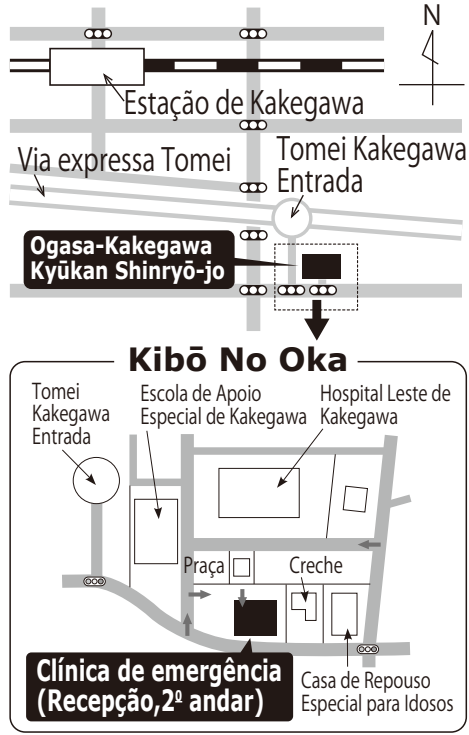 N
Estação de Kakegawa
Via expressa Tomei
Tomei Kakegawa
Entrada
Ogasa-Kakegawa
Kyūkan Shinryō-jo
Kibō No Oka
Tomei
Kakegawa
Entrada
Escola de Apoio
Especial de Kakegawa
Hospital Leste de
Kakegawa
Praça
Creche
Clínica de emergência
(Recepção,2º andar)
Casa de Repouso
Especial para Idosos